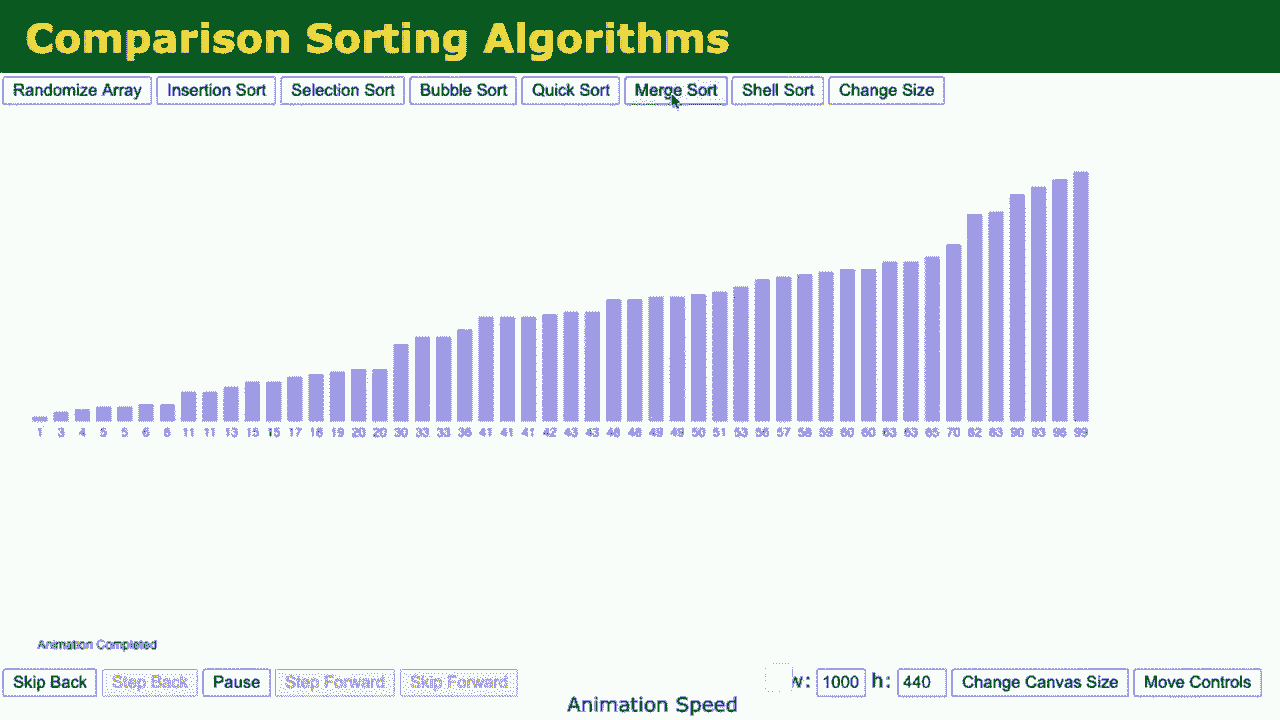 Comparison Sorting Algorithms
Randomize Array Insertion Sort Selection Sort Bubble Sort Quick Sort Merge Sort Shell Sort Change Size
1 3 4 5 5 6 6 11 11 13 15 15 17 18 19 20 20 30 33 33 36 41 41 41 42 43 43 48 48 49 49 50 51 53 56 57 58 59 60 60 63 63 65 70 82 83 90 93 96 99
Animation Completed
Skip Back Step Back Pause Step Forward Skip Forward w: 1000 h: 440 Change Canvas Size Move Controls
Animation Speed